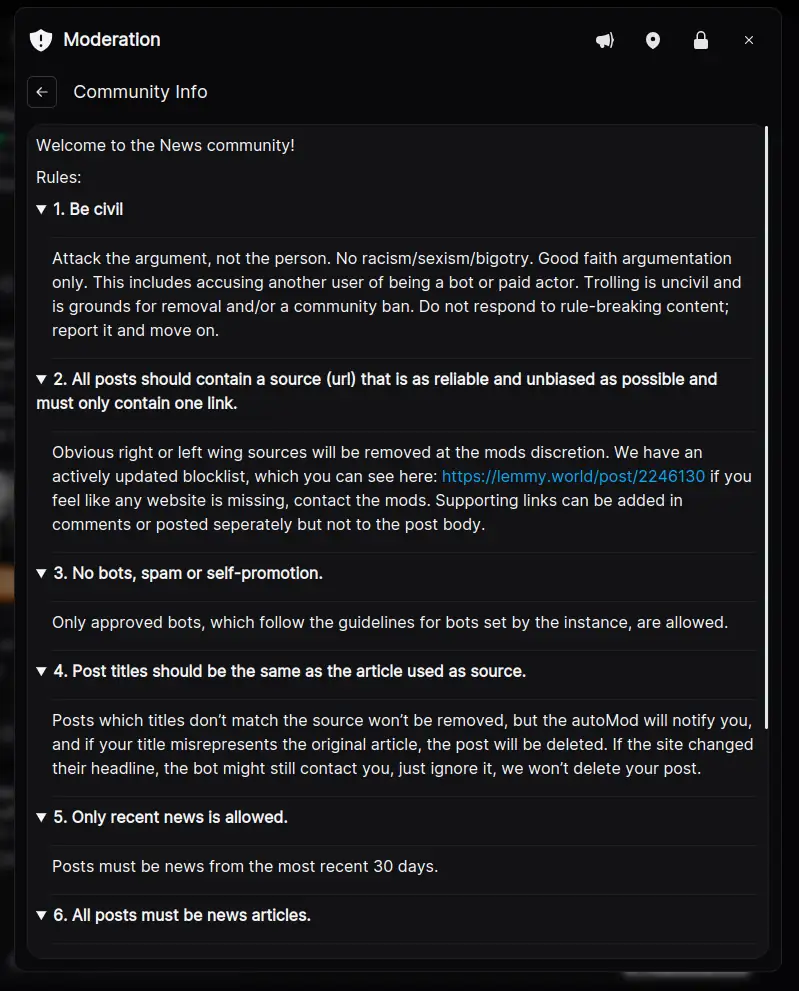 Moderation
Community Info
Welcome to the News community!
Rules:
▼ 1. Be civil
Attack the argument, not the person. No racism/sexism/bigotry. Good faith argumentation
only. This includes accusing another user of being a bot or paid actor. Trolling is uncivil and
is grounds for removal and/or a community ban. Do not respond to rule-breaking content;
report it and move on.
▼ 2. All posts should contain a source (url) that is as reliable and unbiased as possible and
must only contain one link.
Obvious right or left wing sources will be removed at the mods discretion. We have an
actively updated blocklist, which you can see here: https://lemmy.world/post/2246130 if you
feel like any website is missing, contact the mods. Supporting links can be added in
comments or posted seperately but not to the post body.
▼ 3. No bots, spam or self-promotion.
Only approved bots, which follow the guidelines for bots set by the instance, are allowed.
▼ 4. Post titles should be the same as the article used as source.
Posts which titles don’t match the source won’t be removed, but the autoMod will notify you,
and if your title misrepresents the original article, the post will be deleted. If the site changed
their headline, the bot might still contact you, just ignore it, we won’t delete your post.
▼ 5. Only recent news is allowed.
Posts must be news from the most recent 30 days.
▼ 6. All posts must be news articles.